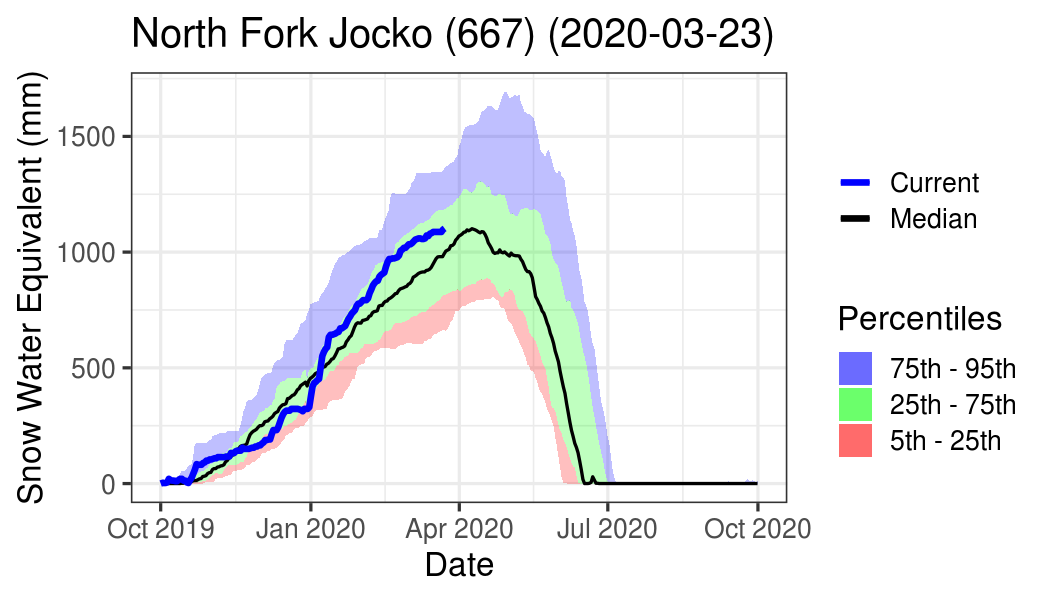 North Fork Jocko (667) (2020-03-23)
Snow Water Equivalent (mm)
1500
1000
500
0
Oct 2019
Jan 2020
Apr 2020
Jul 2020
Oct 2020
Date
Current
Median
Percentiles
75th - 95th
25th - 75th
5th - 25th